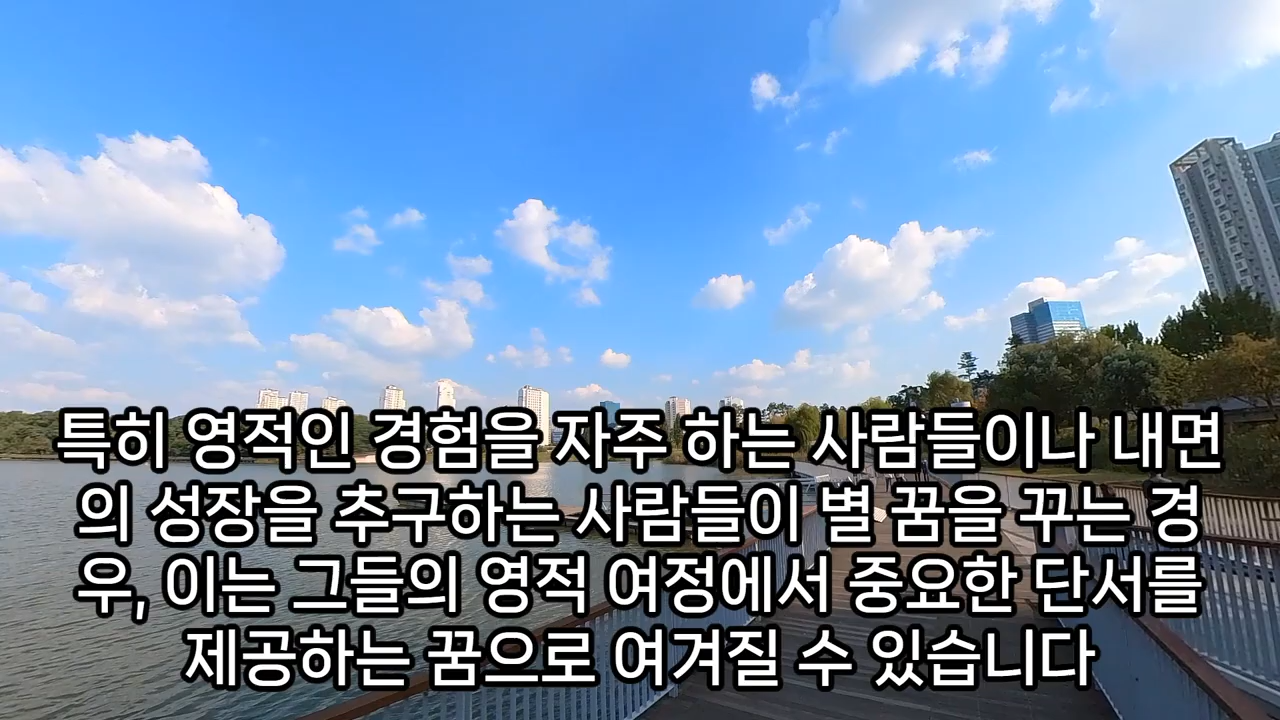 특히 영적인 경험을 자주 하는 사람들이나 내면
의 성장을 추구하는 사람들이 별 꿈을 꾸는 경
우, 이는 그들의 영적 여정에서 중요한 단서를
제공하는 꿈으로 여겨질 수 있습니다